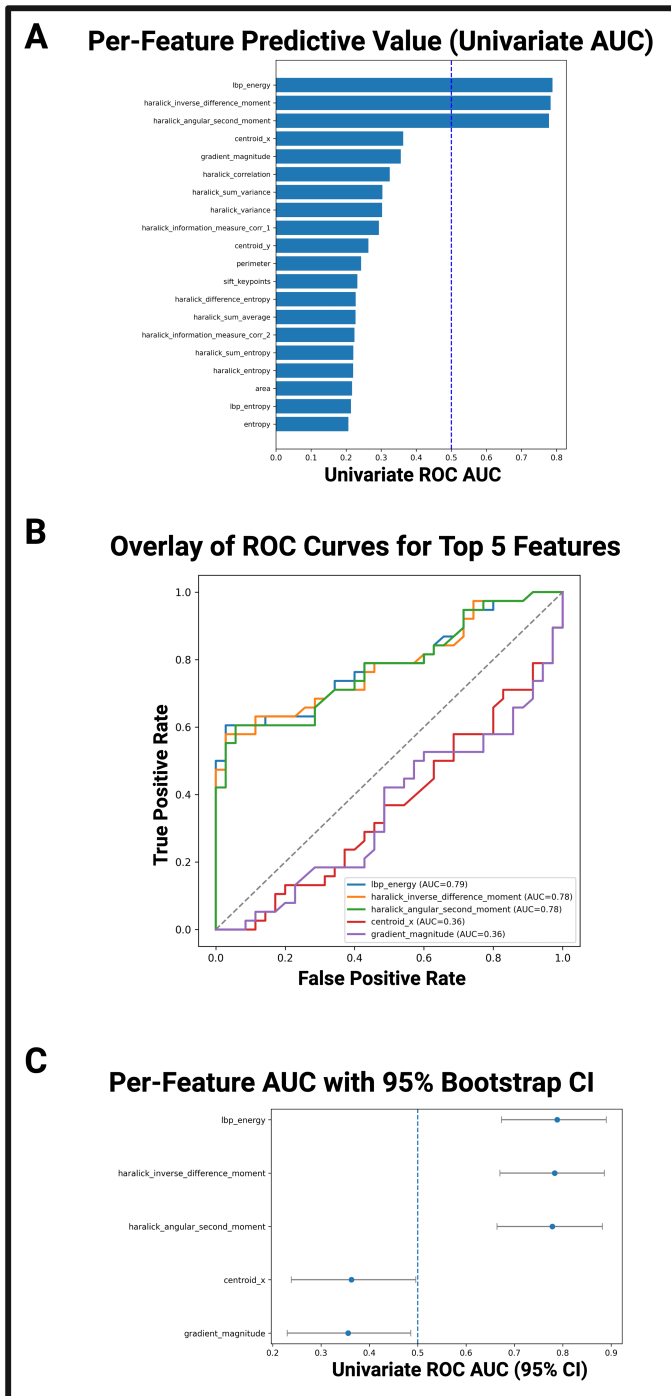 A
Per-Feature Predictive Value (Univariate AUC)
lbp_energy
haralick_inverse_difference_moment
haralick_angular_second_moment
centroid_x
gradient_magnitude
haralick_correlation
haralick_sum_variance
haralick_variance
haralick_information_measure_corr_1
centroid_y
perimeter
sift_keypoints
haralick_difference_entropy
haralick_sum_average
haralick_information_measure_corr_2
haralick_sum_entropy
haralick_entropy
area
lbp_entropy
entropy
0.0 0.1 0.2 0.3 0.4 0.5 0.6 0.7 0.8
Univariate ROC AUC
B
Overlay of ROC Curves for Top 5 Features
True Positive Rate
1.0
0.8
0.6
0.4
0.2
0.0
lbp_energy (AUC=0.79)
haralick_inverse_difference_moment (AUC=0.78)
haralick_angular_second_moment (AUC=0.78)
centroid_x (AUC=0.36)
gradient_magnitude (AUC=0.36)
0.0 0.2 0.4 0.6 0.8 1.0
False Positive Rate
C
Per-Feature AUC with 95% Bootstrap CI
lbp_energy
haralick_inverse_difference_moment
haralick_angular_second_moment
centroid_x
gradient_magnitude
0.2 0.3 0.4 0.5 0.6 0.7 0.8 0.9
Univariate ROC AUC (95% CI)